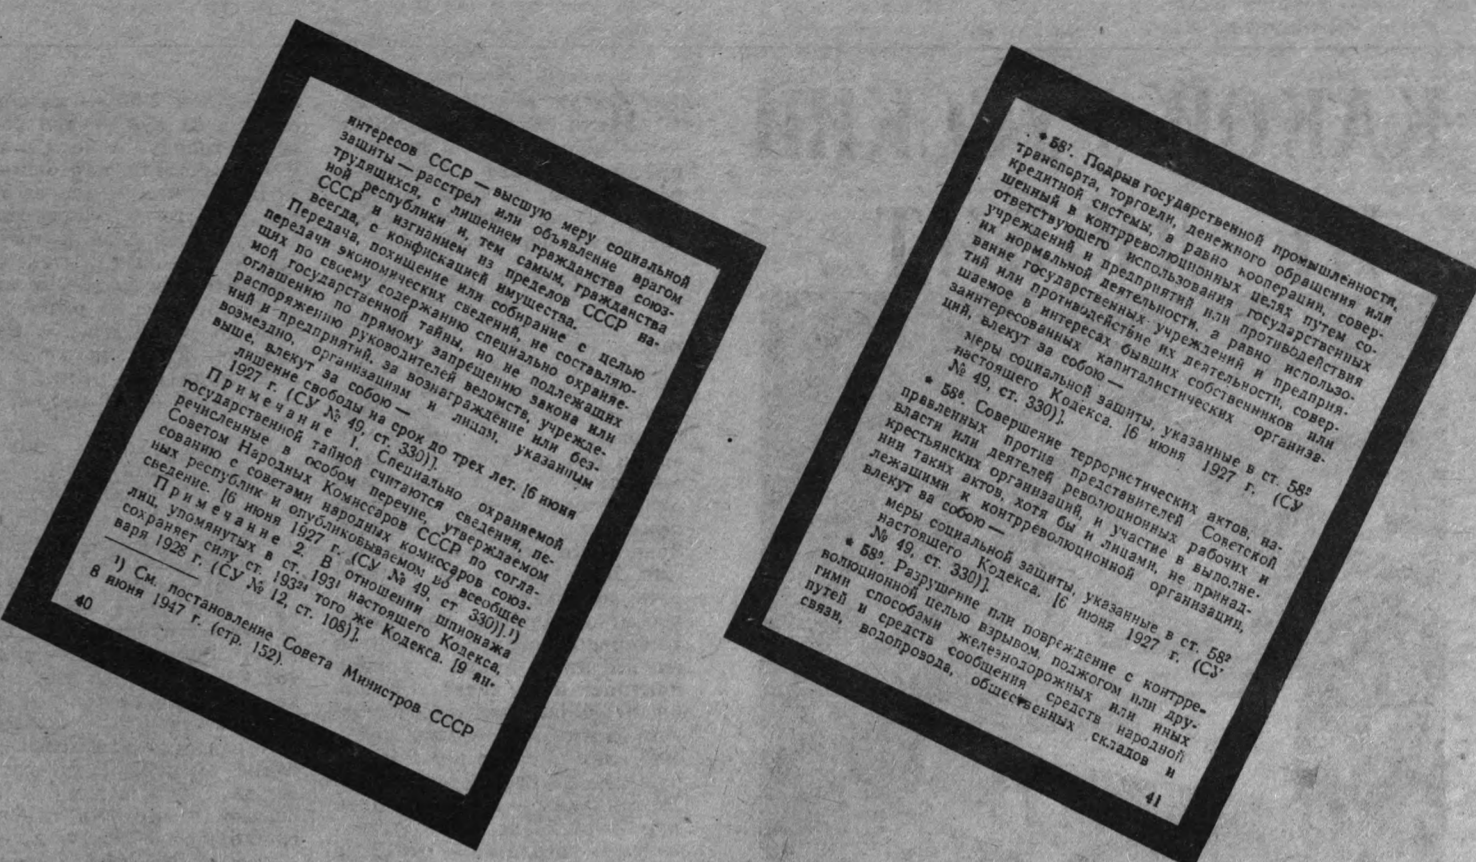 интересов СССР — высшую меру социальной
защиты — расстрел или объявление врагом
трудящихся, с лишением гражданства союз-
ной республики и, тем самым, гражданства
СССР и изгнанием из пределов СССР на-
всегда, с конфискацией имущества.
Передача, похищение или собирание с целью
передачи экономических сведений, не составляю-
щих по своему содержанию специально охраняе-
мой государственной тайны, но не подлежащих
оглашению по прямому запрещению закона или
распоряжению руководителей ведомств, учрежде-
ний и предприятий, за вознаграждение или без-
возмездно, организациям и лицам, указанным
выше, влекут за собою —
лишение свободы на срок до трех лет. [6 июня
1927 г. (СУ № 49, ст. 330)].
Примечание 1. Специально охраняемой
государственной тайной считаются сведения, пе-
речисленные в особом перечне, утверждаемом
Советом Народных Комиссаров СССР по согла-
сованию с советами народных комиссаров союз-
ных республик и опубликовываемом во всеобщее
сведение. [6 июня 1927 г. (СУ № 49, ст. 330)].¹)
Примечание 2. В отношении шпионажа
лиц, упомянутых в ст. 193¹ настоящего Кодекса,
сохраняет силу ст. 193²⁴ того же Кодекса. [9 ян-
варя 1928 г. (СУ № 12, ст. 108)].
¹) См. постановление Совета Министров СССР
8 июня 1947 г. (стр. 152).
40
* 58⁷. Подрыв государственной промышленности,
транспорта, торговли, денежного обращения или
кредитной системы, а равно кооперации, совер-
шенный в контрреволюционных целях путем со-
ответствующего использования государственных
учреждений и предприятий или противодействия
их нормальной деятельности, а равно использо-
вание государственных учреждений и предприя-
тий или противодействие их деятельности, совер-
шаемое в интересах бывших собственников или
заинтересованных капиталистических организа-
ций, влекут за собою —
меры социальной защиты, указанные в ст. 58²
настоящего Кодекса. [6 июня 1927 г. (СУ
№ 49, ст. 330)].
* 58⁸. Совершение террористических актов, на-
правленных против представителей Советской
власти или деятелей революционных рабочих и
крестьянских организаций, и участие в выполне-
нии таких актов, хотя бы и лицами, не принад-
лежащими к контрреволюционной организации,
влекут за собою —
меры социальной защиты, указанные в ст. 58²
настоящего Кодекса. [6 июня 1927 г. (СУ
№ 49, ст. 330)].
* 58⁹. Разрушение или повреждение с контрре-
волюционной целью взрывом, поджогом или дру-
гими способами железнодорожных или иных
путей и средств сообщения, средств народной
связи, водопровода, общественных складов и
41